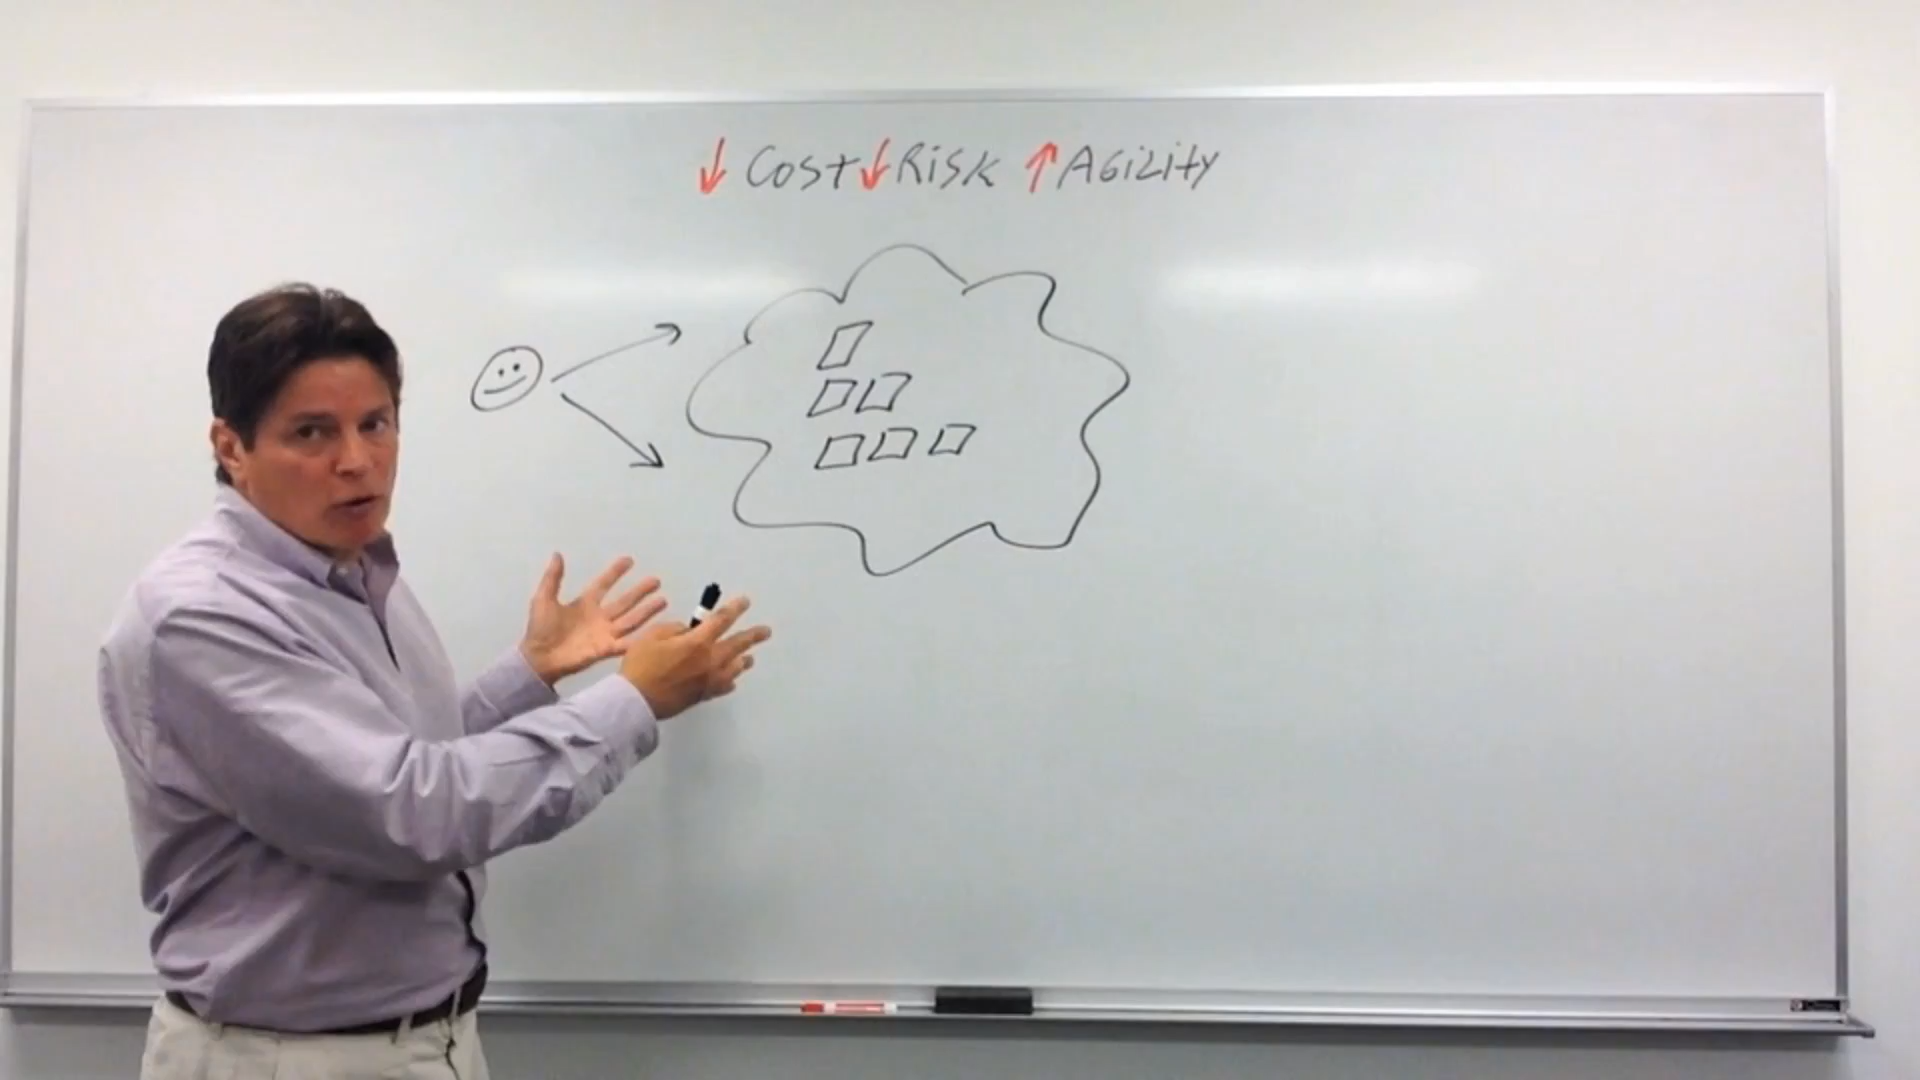 ↓ Cost ↓ Risk ↑ Agility